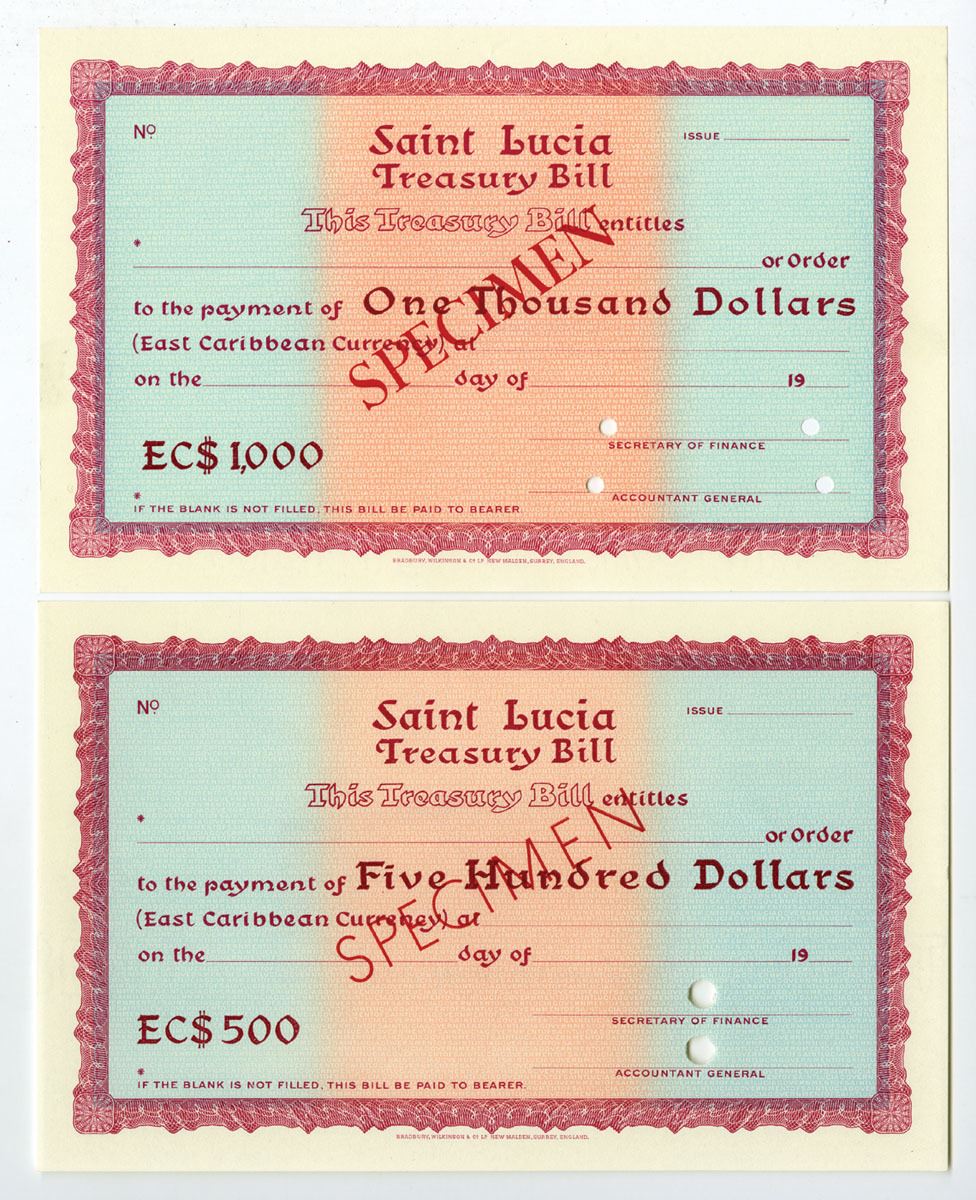 Nº ISSUE
Saint Lucia
Treasury Bill
This Treasury Bill entitles
*
or Order
to the payment of One Thousand Dollars
(East Caribbean Currency) at
on the day of 19
SPECIMEN
SECRETARY OF FINANCE
EC$ 1,000
ACCOUNTANT GENERAL
*
IF THE BLANK IS NOT FILLED, THIS BILL BE PAID TO BEARER.
BRADBURY, WILKINSON & Cº Lᴰ NEW MALDEN, SURREY, ENGLAND.
Nº ISSUE
Saint Lucia
Treasury Bill
This Treasury Bill entitles
*
or Order
to the payment of Five Hundred Dollars
(East Caribbean Currency) at
on the day of 19
SPECIMEN
SECRETARY OF FINANCE
EC$ 500
ACCOUNTANT GENERAL
*
IF THE BLANK IS NOT FILLED, THIS BILL BE PAID TO BEARER.
BRADBURY, WILKINSON & Cº Lᴰ NEW MALDEN, SURREY, ENGLAND.